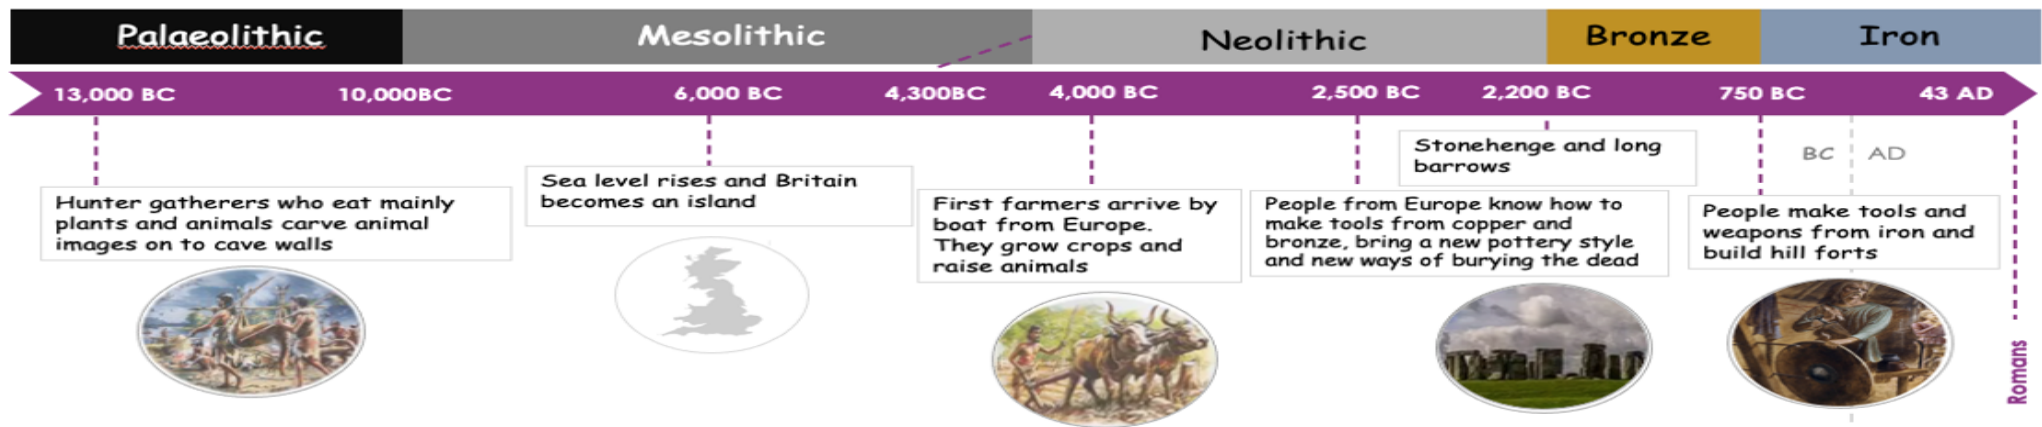 Palaeolithic Mesolithic Neolithic Bronze Iron
13,000 BC 10,000BC 6,000 BC 4,300BC 4,000 BC 2,500 BC 2,200 BC 750 BC 43 AD
Hunter gatherers who eat mainly
plants and animals carve animal
images on to cave walls
Sea level rises and Britain
becomes an island
First farmers arrive by
boat from Europe.
They grow crops and
raise animals
People from Europe know how to
make tools from copper and
bronze, bring a new pottery style
and new ways of burying the dead
Stonehenge and long
barrows
BC AD
People make tools and
weapons from iron and
build hill forts
Romans